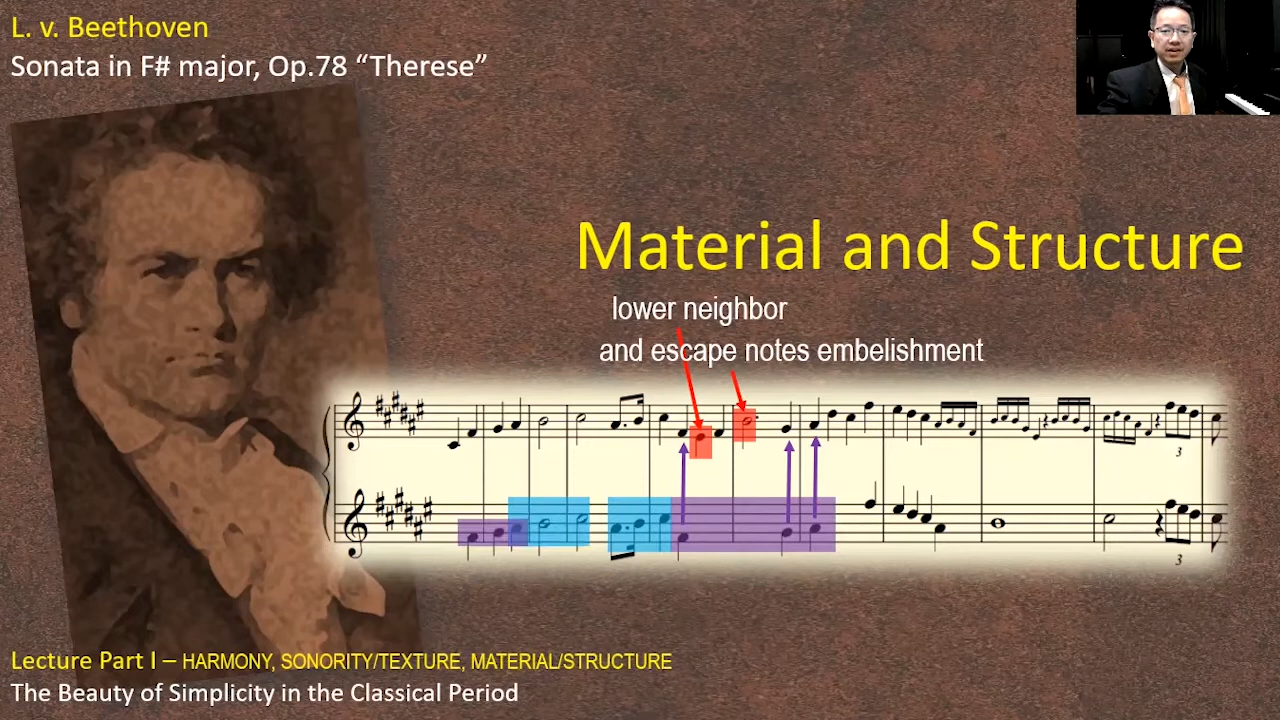 L. v. Beethoven
Sonata in F# major, Op.78 “Therese”
Material and Structure
lower neighbor
and escape notes embelishment
3
3
Lecture Part I – HARMONY, SONORITY/TEXTURE, MATERIAL/STRUCTURE
The Beauty of Simplicity in the Classical Period